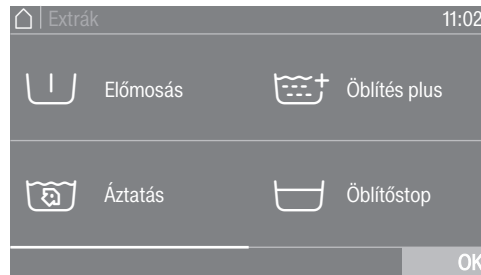 Extrák 11:02
Előmosás
Öblítés plus
Áztatás
Öblítőstop
OK